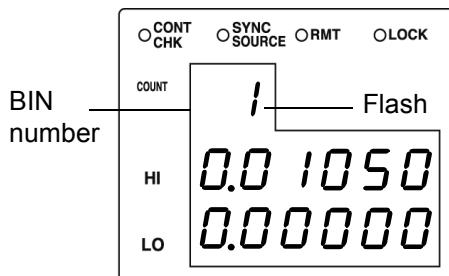 CONT CHK SYNC SOURCE RMT LOCK
COUNT
BIN number
1
Flash
HI 0.01050
LO 0.00000